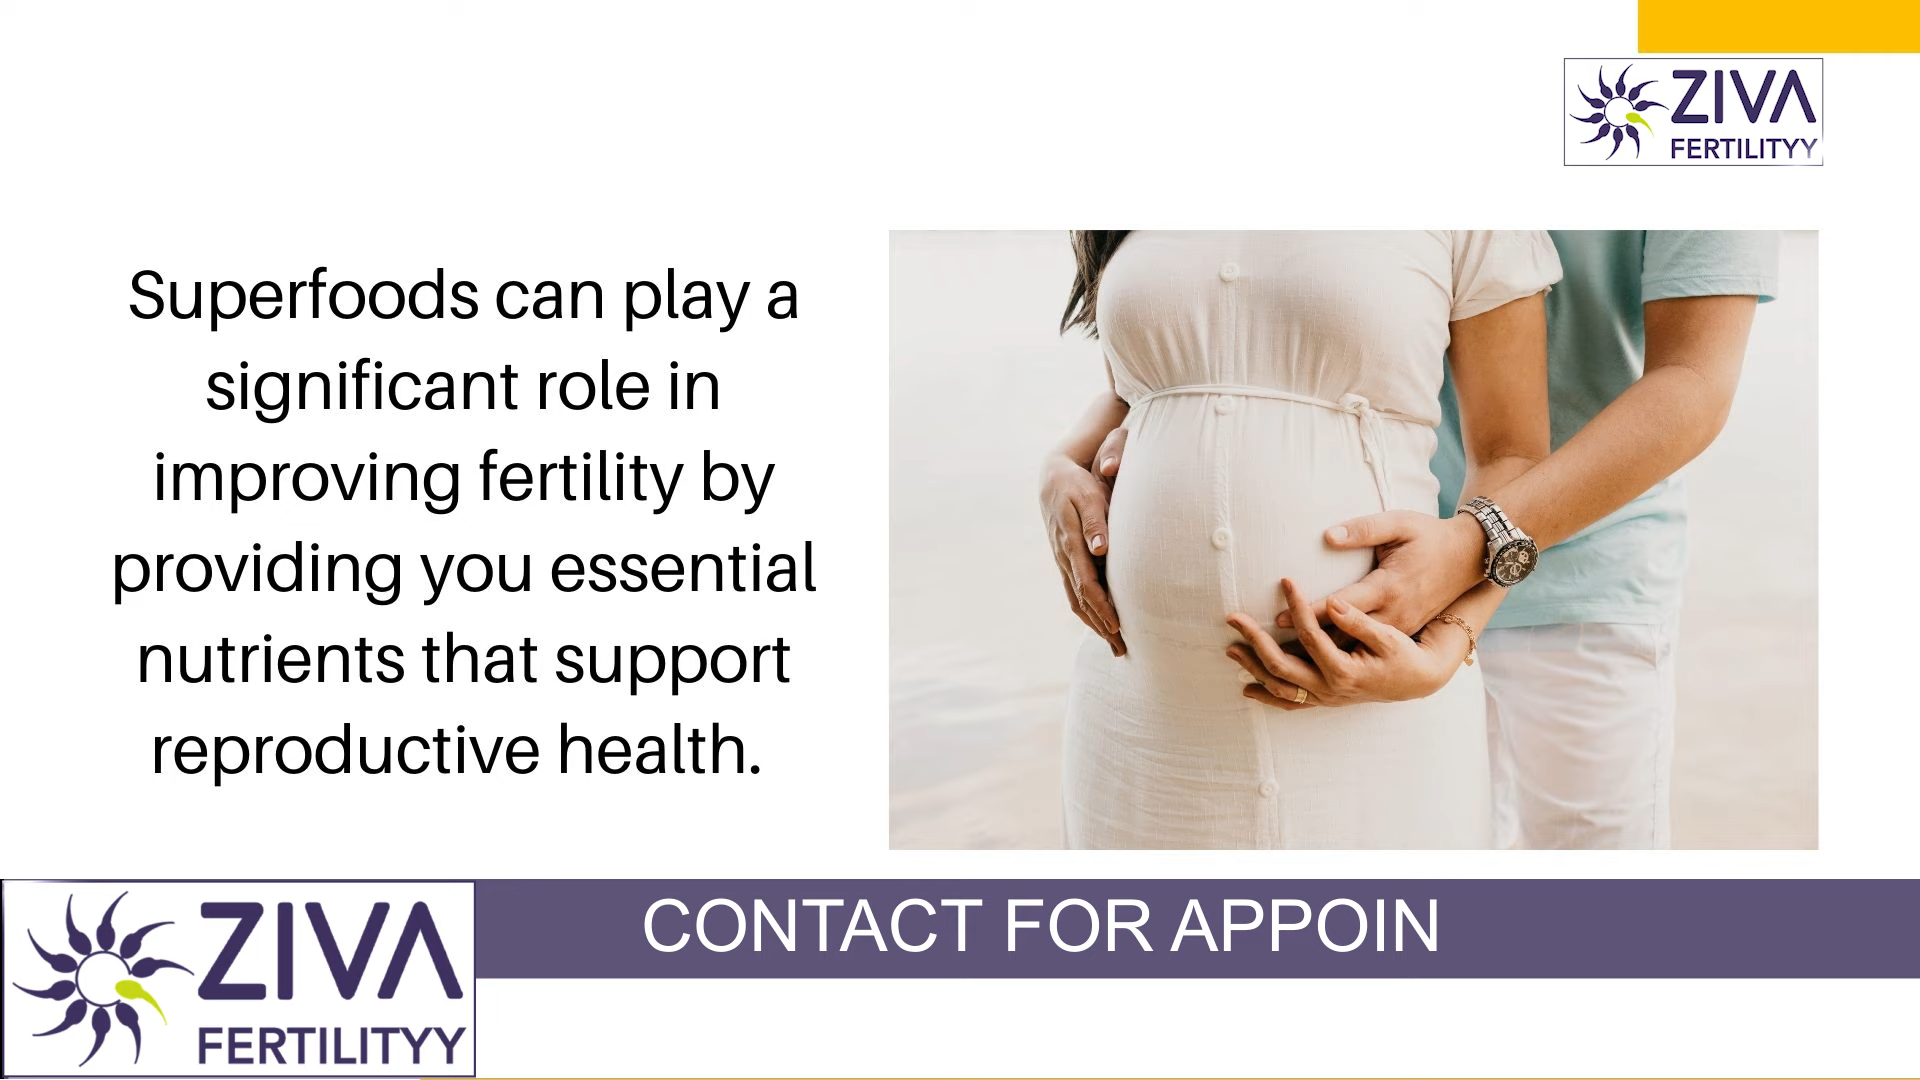 ZIVA
FERTILITYY
Superfoods can play a
significant role in
improving fertility by
providing you essential
nutrients that support
reproductive health.
CONTACT FOR APPOIN
ZIVA
FERTILITYY